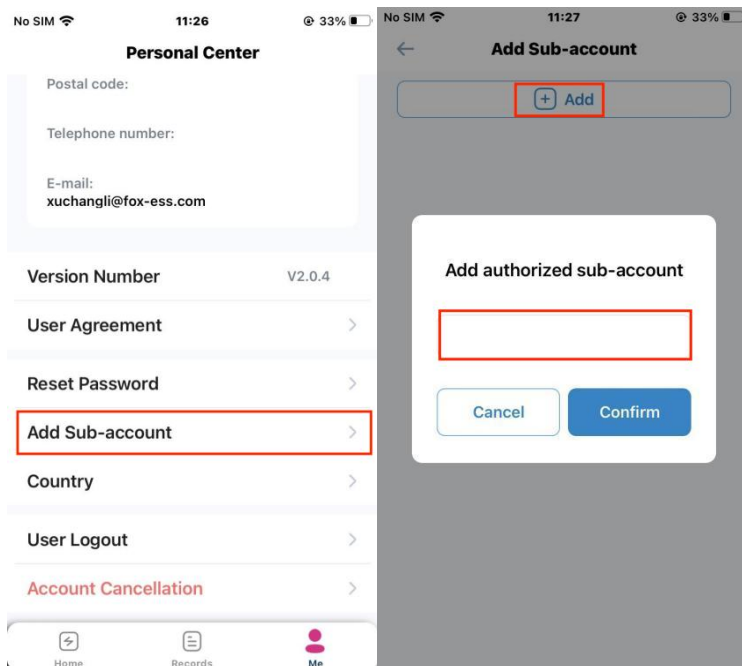 No SIM 11:26 33%
Personal Center
Postal code:
Telephone number:
E-mail:
xuchangli@fox-ess.com
Version Number V2.0.4
User Agreement
Reset Password
Add Sub-account
Country
User Logout
Account Cancellation
Home Records Me
No SIM 11:27 33%
Add Sub-account
Add
Add authorized sub-account
Cancel Confirm